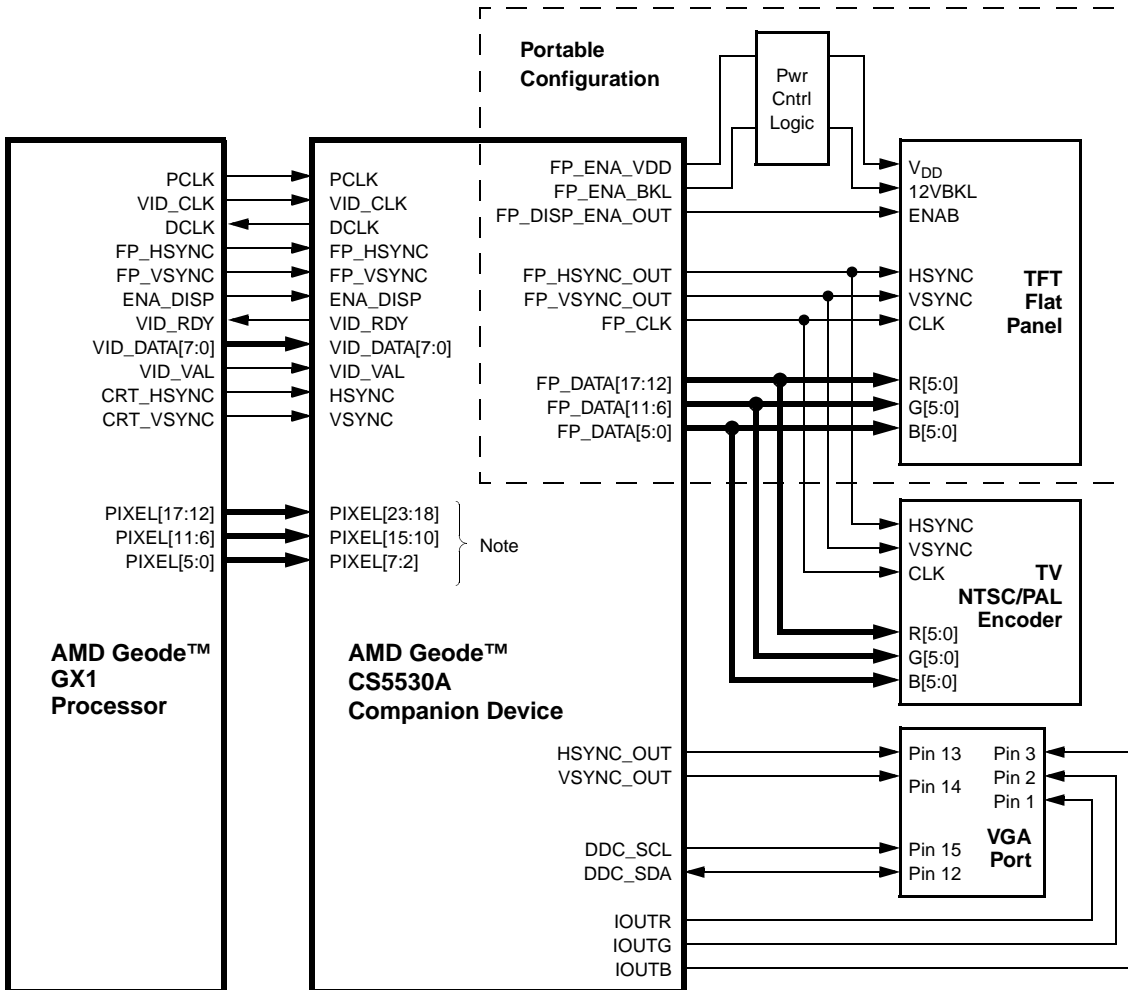 Portable
Configuration
Pwr
Cntrl
Logic
PCLK
VID_CLK
DCLK
FP_HSYNC
FP_VSYNC
ENA_DISP
VID_RDY
VID_DATA[7:0]
VID_VAL
CRT_HSYNC
CRT_VSYNC
PIXEL[17:12]
PIXEL[11:6]
PIXEL[5:0]
AMD Geode™
GX1
Processor
PCLK
VID_CLK
DCLK
FP_HSYNC
FP_VSYNC
ENA_DISP
VID_RDY
VID_DATA[7:0]
VID_VAL
HSYNC
VSYNC
PIXEL[23:18]
PIXEL[15:10]
PIXEL[7:2]
Note
AMD Geode™
CS5530A
Companion Device
FP_ENA_VDD
FP_ENA_BKL
FP_DISP_ENA_OUT
FP_HSYNC_OUT
FP_VSYNC_OUT
FP_CLK
FP_DATA[17:12]
FP_DATA[11:6]
FP_DATA[5:0]
HSYNC_OUT
VSYNC_OUT
DDC_SCL
DDC_SDA
IOUTR
IOUTG
IOUTB
VDD
12VBKL
ENAB
HSYNC
VSYNC
CLK
R[5:0]
G[5:0]
B[5:0]
TFT
Flat
Panel
HSYNC
VSYNC
CLK
R[5:0]
G[5:0]
B[5:0]
TV
NTSC/PAL
Encoder
Pin 13
Pin 14
Pin 15
Pin 12
Pin 3
Pin 2
Pin 1
VGA
Port